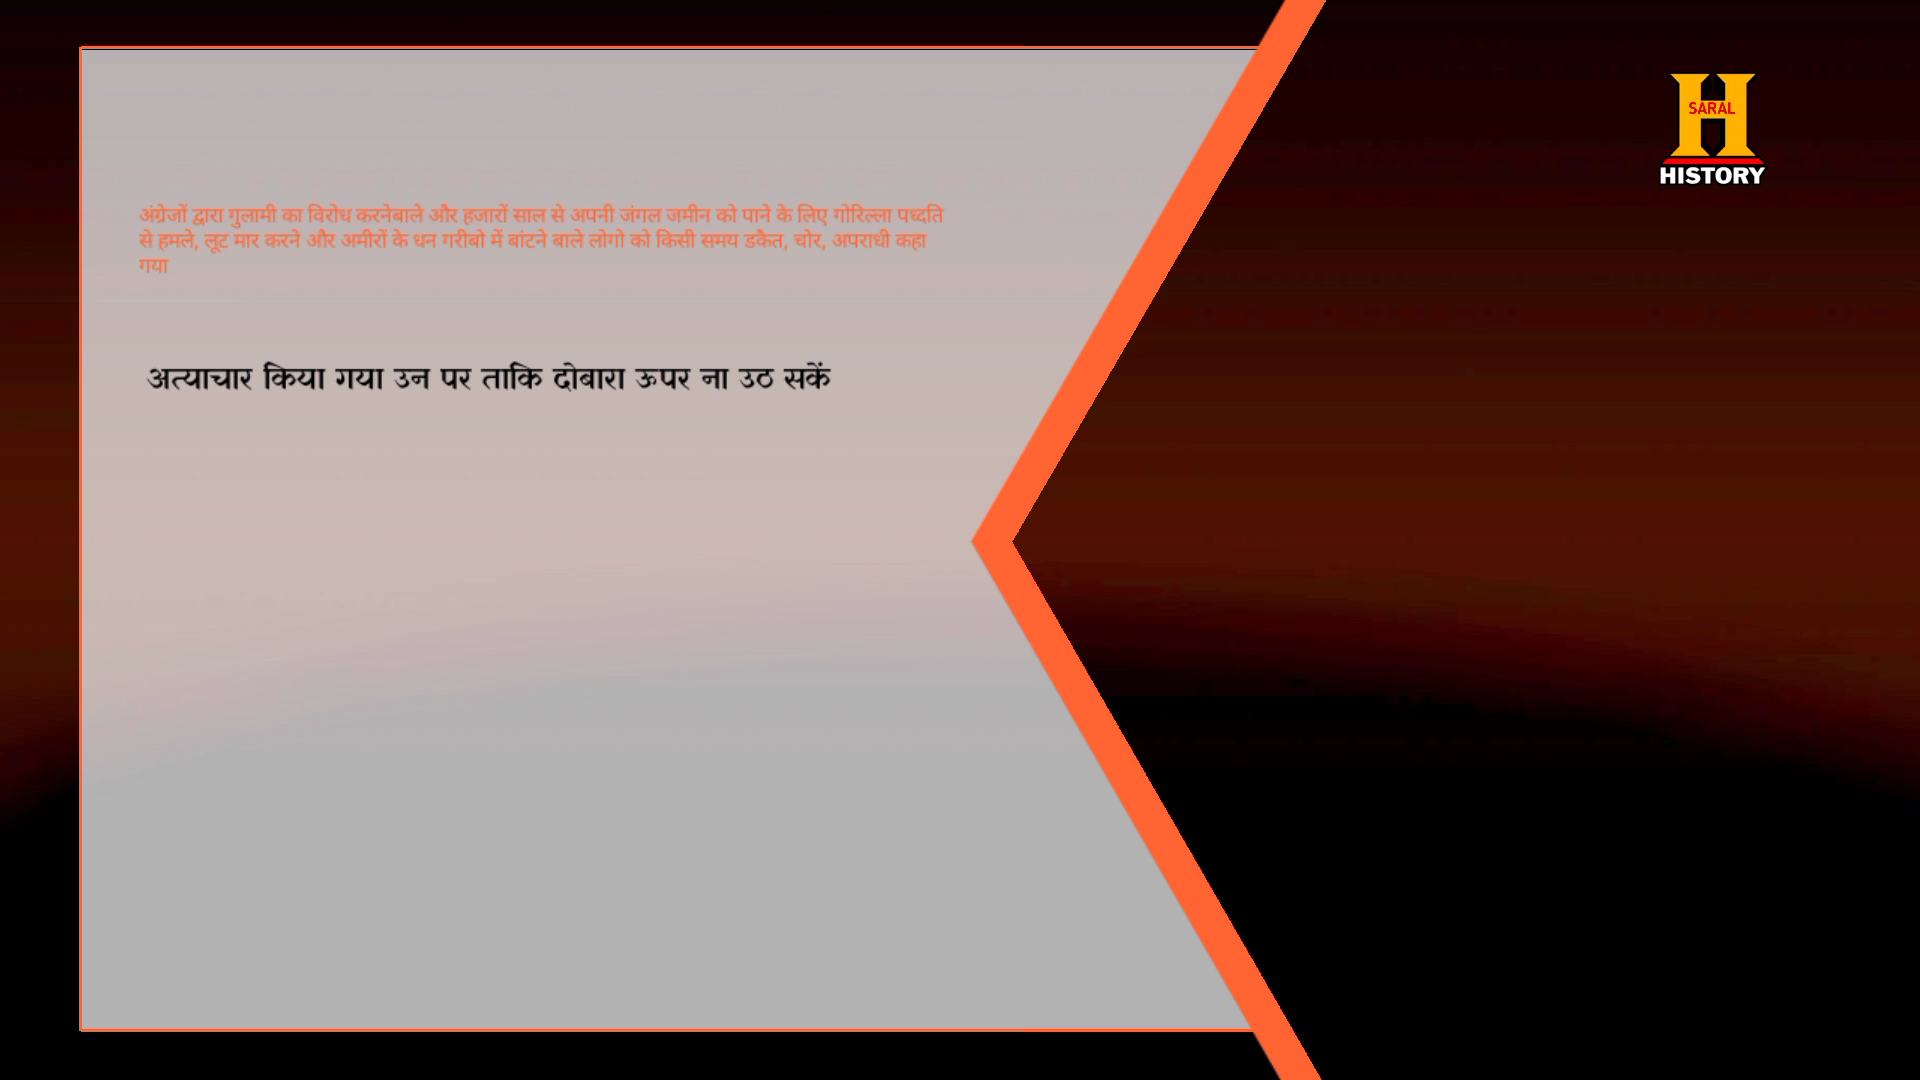 SARAL
HISTORY
अंग्रेजों द्वारा गुलामी का विरोध करनेबाले और हजारों साल से अपनी जंगल जमीन को पाने के लिए गोरिल्ला पध्दति
से हमले, लूट मार करने और अमीरों के धन गरीबो में बांटने बाले लोगो को किसी समय डकैत, चोर, अपराधी कहा
गया
अत्याचार किया गया उन पर ताकि दोबारा ऊपर ना उठ सकें